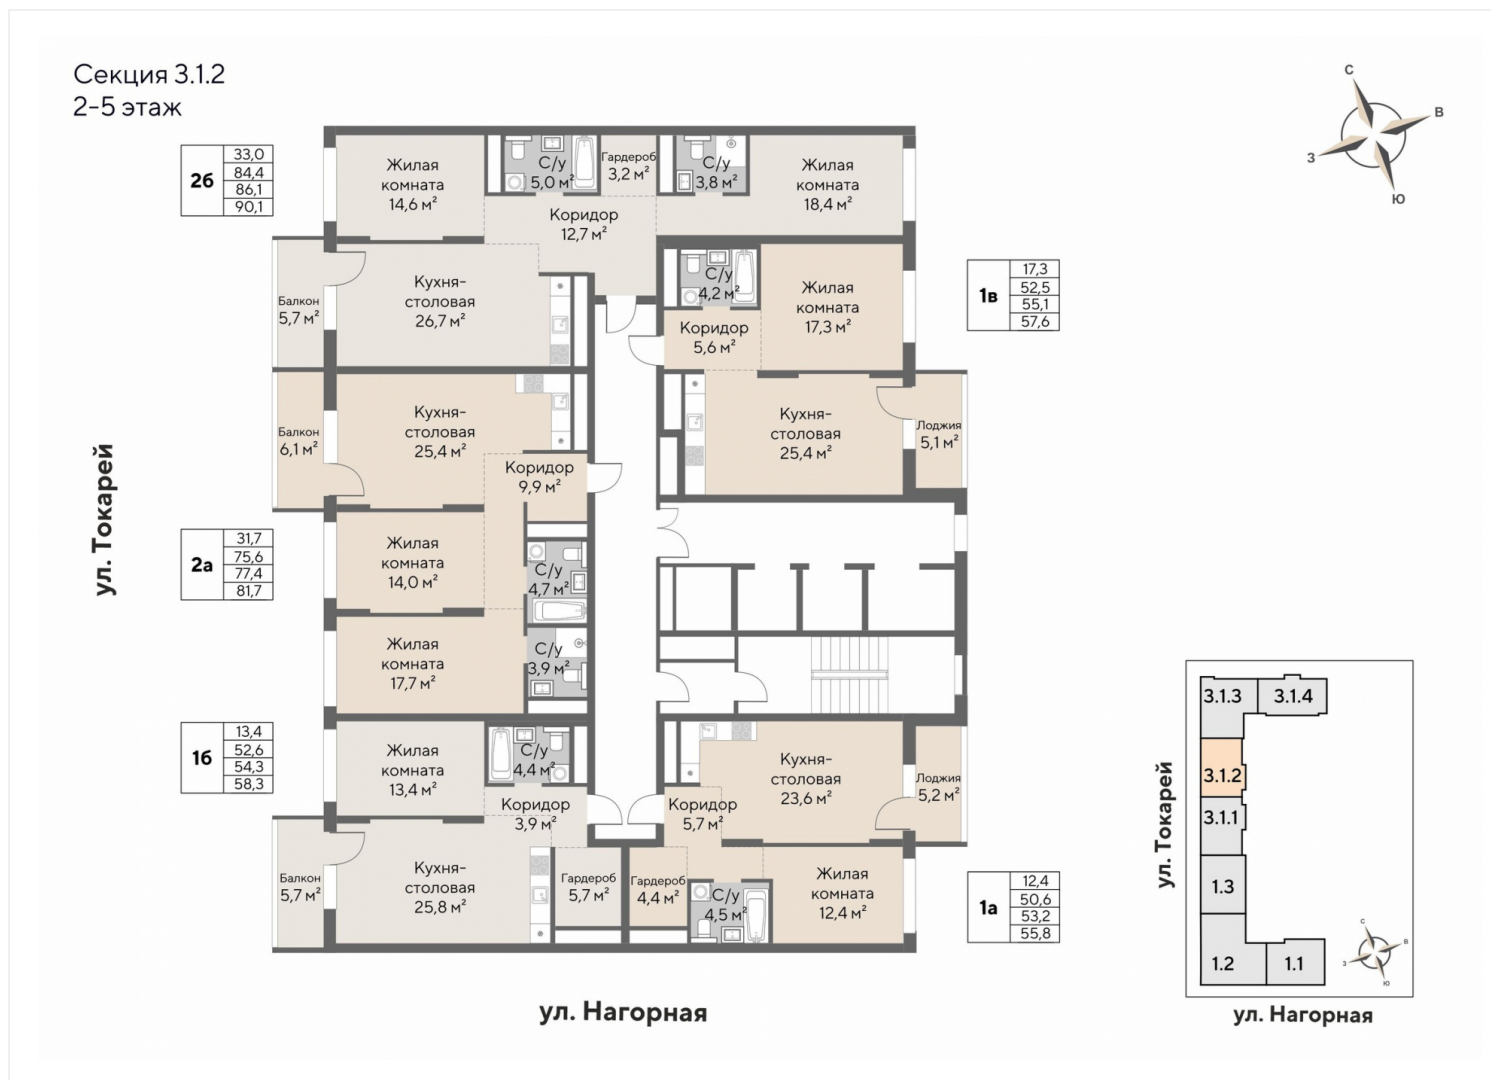 Секция 3.1.2
2-5 этаж
С
В
З
Ю
2б
33,0
84,4
86,1
90,1
Жилая
комната
14,6 м²
С/у
5,0 м²
Гардероб
3,2 м²
С/у
3,8 м²
Жилая
комната
18,4 м²
Коридор
12,7 м²
Балкон
5,7 м²
Кухня-
столовая
26,7 м²
С/у
4,2 м²
Жилая
комната
17,3 м²
Коридор
5,6 м²
1в
17,3
52,5
55,1
57,6
Балкон
6,1 м²
Кухня-
столовая
25,4 м²
Коридор
9,9 м²
Кухня-
столовая
25,4 м²
Лоджия
5,1 м²
ул. Токарей
2а
31,7
75,6
77,4
81,7
Жилая
комната
14,0 м²
С/у
4,7 м²
Жилая
комната
17,7 м²
С/у
3,9 м²
1б
13,4
52,6
54,3
58,3
Жилая
комната
13,4 м²
С/у
4,4 м²
Коридор
3,9 м²
Балкон
5,7 м²
Кухня-
столовая
25,8 м²
Гардероб
5,7 м²
Кухня-
столовая
23,6 м²
Лоджия
5,2 м²
Коридор
5,7 м²
Гардероб
4,4 м²
С/у
4,5 м²
Жилая
комната
12,4 м²
1а
12,4
50,6
53,2
55,8
ул. Нагорная
3.1.3
3.1.4
3.1.2
3.1.1
1.3
1.2
1.1
ул. Токарей
С
В
З
Ю
ул. Нагорная